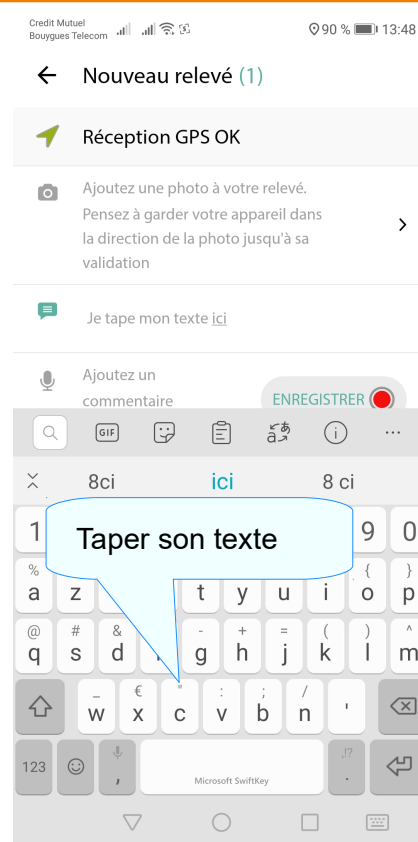 Credit Mutuel
Bouygues Telecom 90 % 13:48
Nouveau relevé (1)
Réception GPS OK
Ajoutez une photo à votre relevé.
Pensez à garder votre appareil dans
la direction de la photo jusqu'à sa
validation
Je tape mon texte ici
Ajoutez un
commentaire
ENREGISTRER
GIF
8ci ici 8 ci
1 9 0
Taper son texte
% { }
a z t y u i o p
@ # & - + = ( ) ^
q s d g h j k l m
_ € " : ; /
w x c v b n '
123 , Microsoft SwiftKey ,!? .